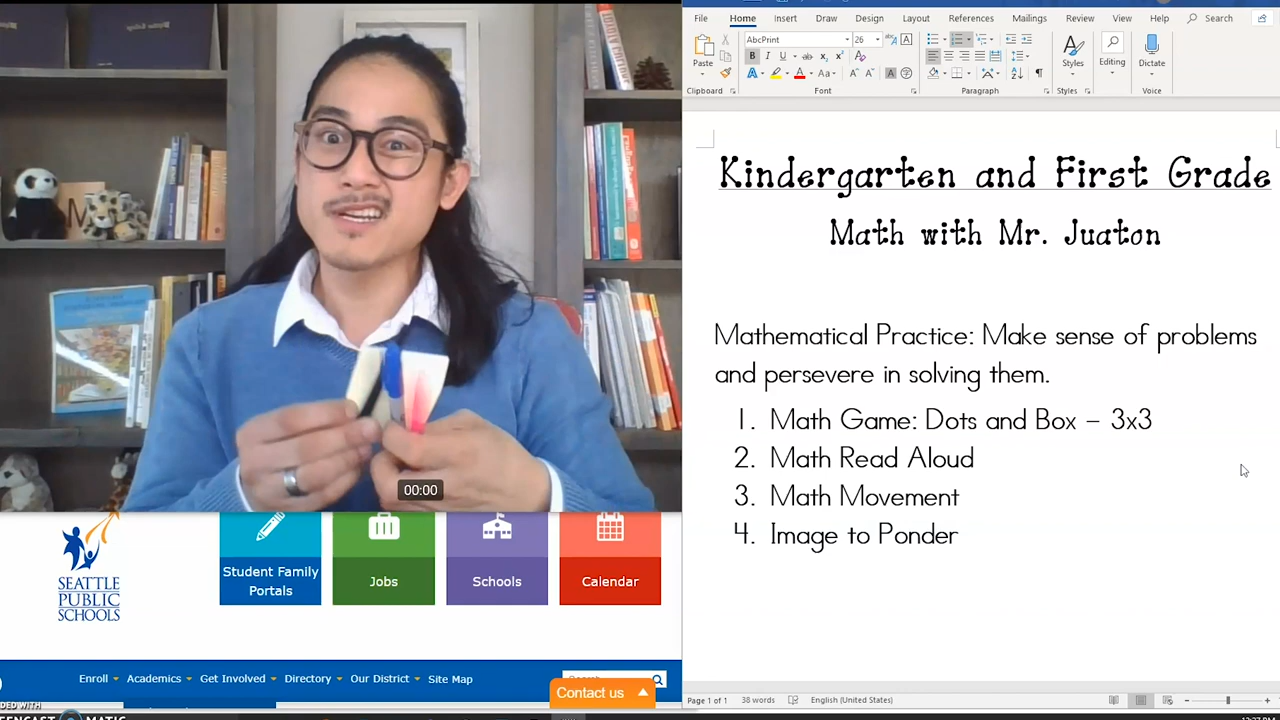 File Home Insert Draw Design Layout References Mailings Review View Help Search
AbcPrint 26
Paste
Styles
Editing
Dictate
Clipboard Font Paragraph Styles Voice
Kindergarten and First Grade
Math with Mr. Juaton
Mathematical Practice: Make sense of problems
and persevere in solving them.
1. Math Game: Dots and Box – 3x3
2. Math Read Aloud
3. Math Movement
4. Image to Ponder
Page 1 of 1 38 words English (United States)
M
00:00
SEATTLE
PUBLIC
SCHOOLS
Student Family
Portals
Jobs
Schools
Calendar
Enroll Academics Get Involved Directory Our District Site Map
Contact us